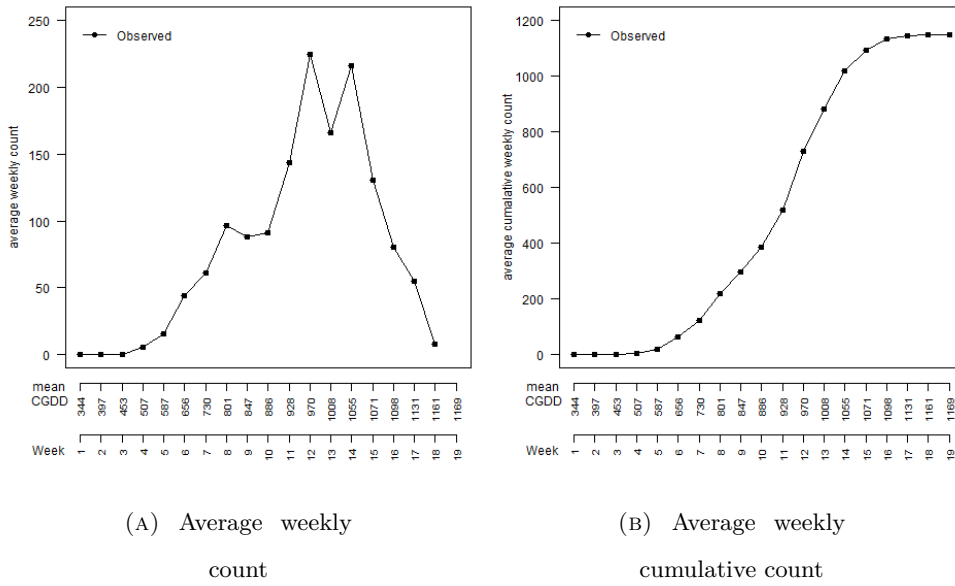 250
200
150
100
50
0
average weekly count
Observed
mean
CGDD
344 397 453 507 587 656 730 801 847 886 928 970 1008 1055 1071 1098 1131 1161 1169
Week
1 2 3 4 5 6 7 8 9 10 11 12 13 14 15 16 17 18 19
(A) Average weekly
count
1200
1000
800
600
400
200
0
average cumulative weekly count
Observed
mean
CGDD
344 397 453 507 587 656 730 801 847 886 928 970 1008 1055 1071 1098 1131 1161 1169
Week
1 2 3 4 5 6 7 8 9 10 11 12 13 14 15 16 17 18 19
(B) Average weekly
cumulative count